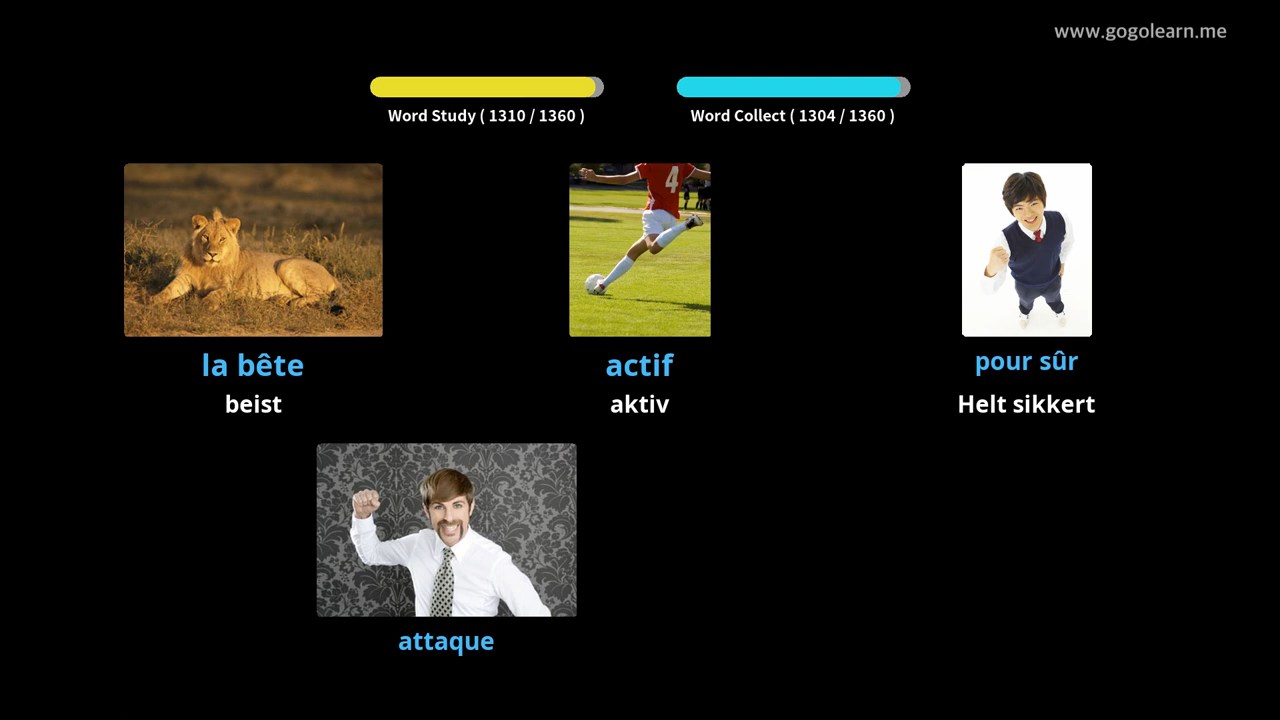 www.gogolearn.me
Word Study ( 1310 / 1360 )
Word Collect ( 1304 / 1360 )
la bête
actif
pour sûr
beist
aktiv
Helt sikkert
4
attaque